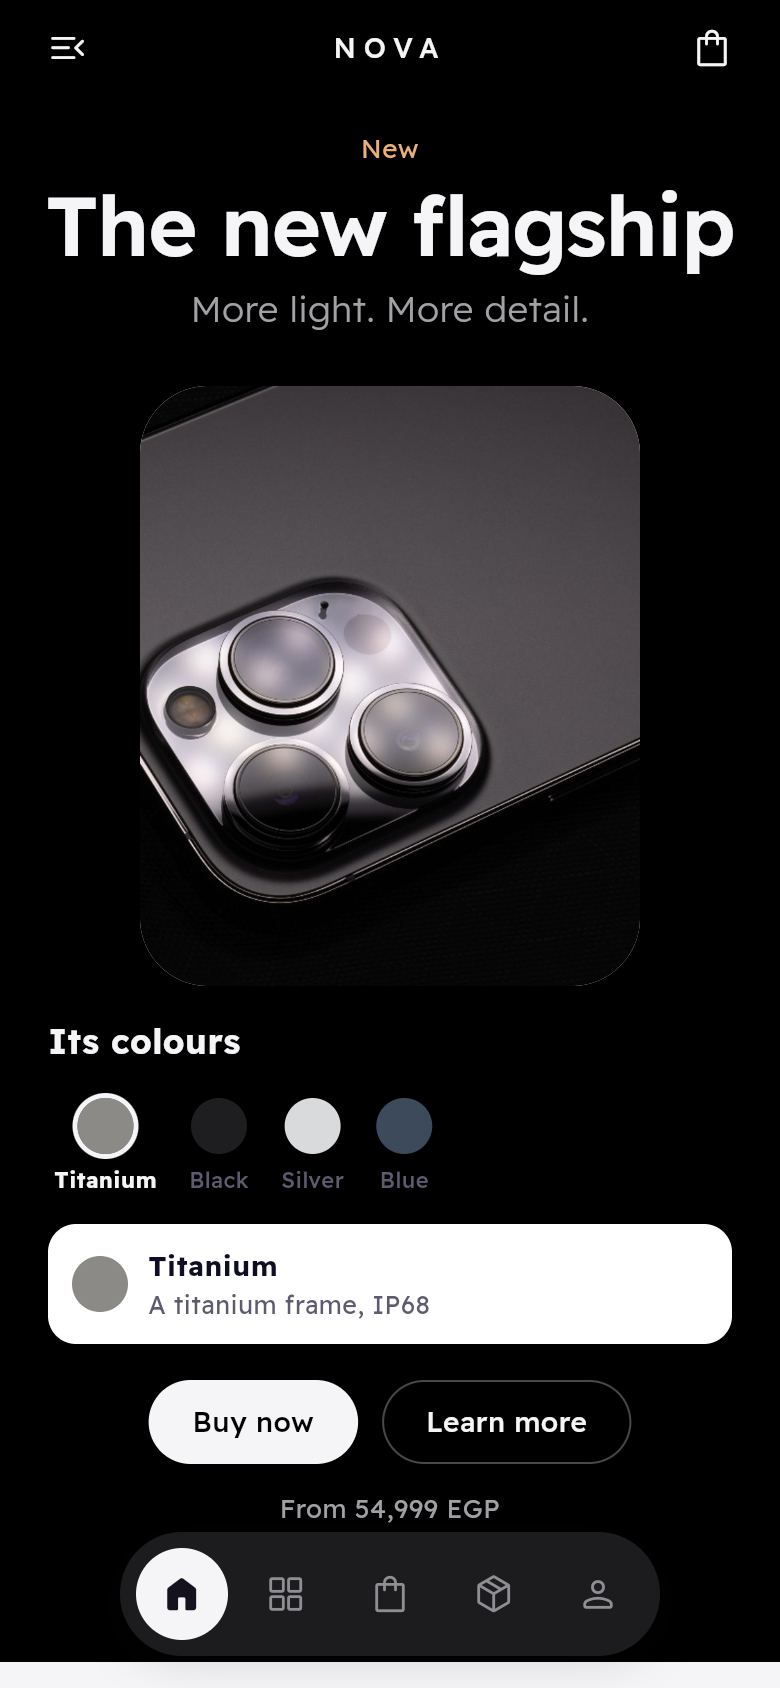 NOVA
New
The new flagship
More light. More detail.
Its colours
Titanium
Black
Silver
Blue
Titanium
A titanium frame, IP68
Buy now
Learn more
From 54,999 EGP